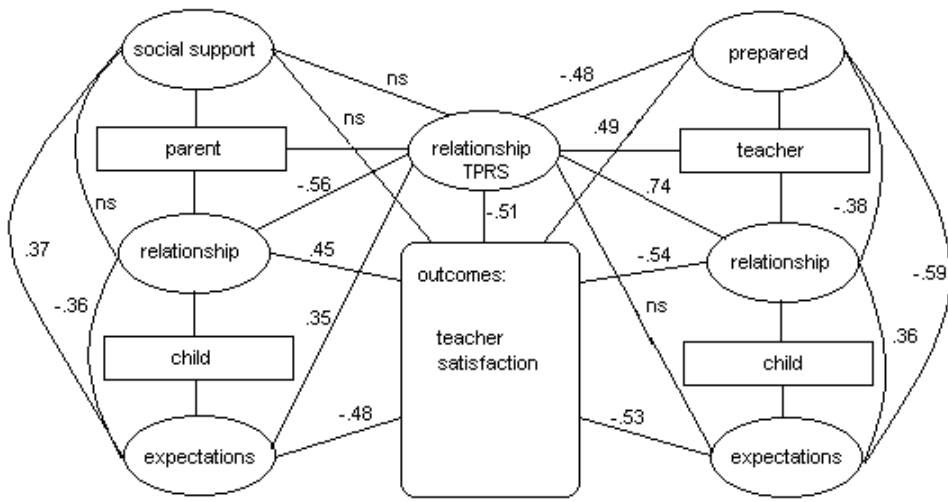 social support
prepared
ns
-.48
ns
.49
parent
relationship
TPRS
teacher
-.56
.74
-.51
-.38
ns
.37
relationship
.45
outcomes:
-.54
relationship
-.59
-.36
.35
ns
.36
teacher
satisfaction
child
child
-.48
-.53
expectations
expectations